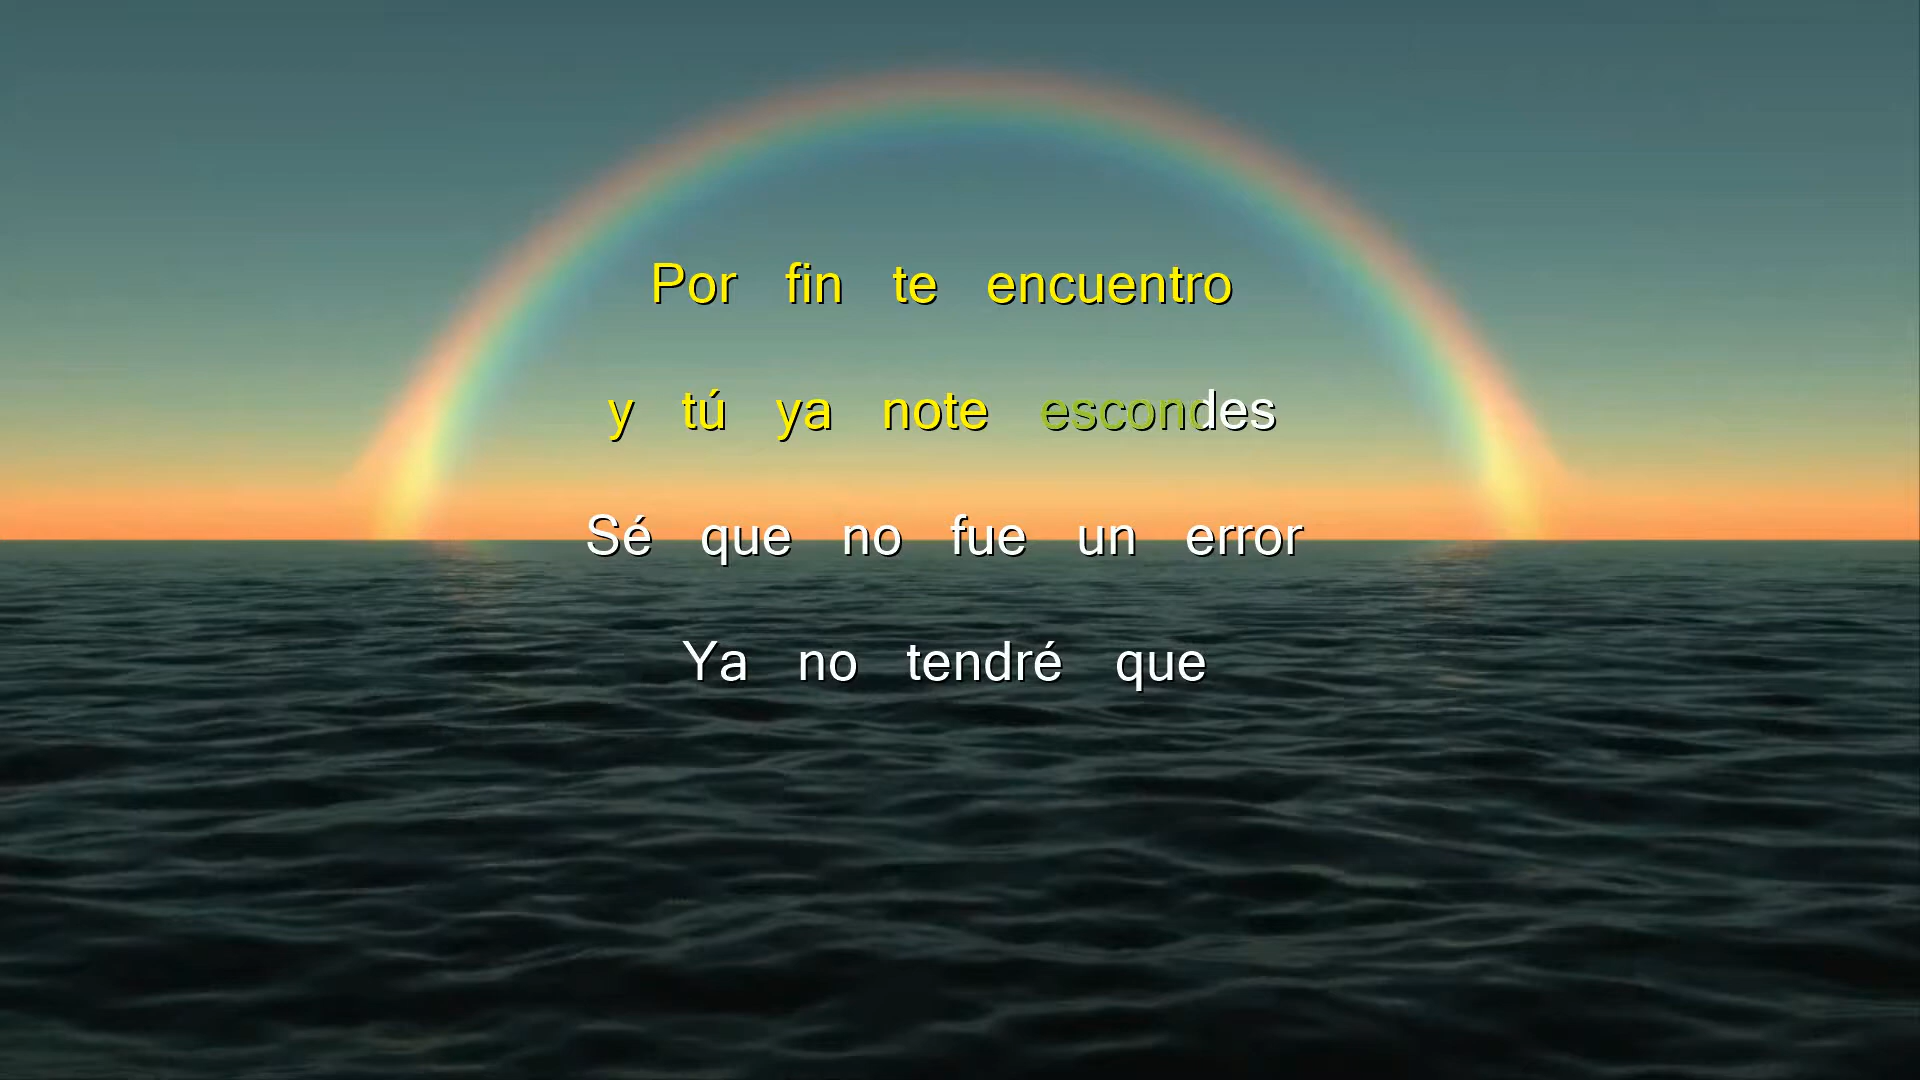 Por fin te encuentro
y tú ya note escondes
Sé que no fue un error
Ya no tendré que